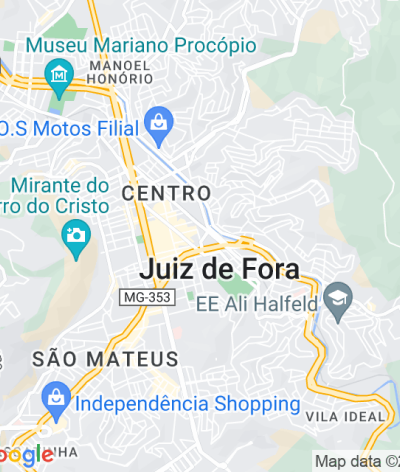 Museu Mariano Procópio
MANOEL
HONÓRIO
O.S Motos Filial
CENTRO
Mirante do
rro do Cristo
Juiz de Fora
MG-353
EE Ali Halfeld
SÃO MATEUS
Independência Shopping
VILA IDEAL
Map data ©